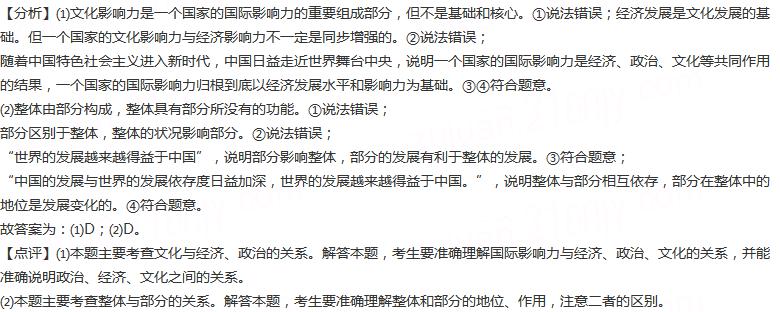 【分析】⑴文化影响力是一个国家的国际影响力的重要组成部分，但不是基础和核心。①说法错误；经济发展是文化发展的基
础。但一个国家的文化影响力与经济影响力不一定是同步增强的。②说法错误；
随着中国特色社会主义进入新时代，中国日益走近世界舞台中央，说明一个国家的国际影响力是经济、政治、文化等共同作用
的结果，一个国家的国际影响力归根到底以经济发展水平和影响力为基础。③④符合题意。
⑵整体由部分构成，整体具有部分所没有的功能。①说法错误；
部分区别于整体，整体的状况影响部分。②说法错误；
“世界的发展越来越得益于中国”，说明部分影响整体，部分的发展有利于整体的发展。③符合题意；
“中国的发展与世界的发展依存度日益加深，世界的发展越来越得益于中国。”，说明整体与部分相互依存，部分在整体中的
地位是发展变化的。④符合题意。
故答案为：⑴D；⑵D。
【点评】⑴本题主要考查文化与经济、政治的关系。解答本题，考生要准确理解国际影响力与经济、政治、文化的关系，并能
准确说明政治、经济、文化之间的关系。
⑵本题主要考查整体与部分的关系。解答本题，考生要准确理解整体和部分的地位、作用，注意二者的区别。